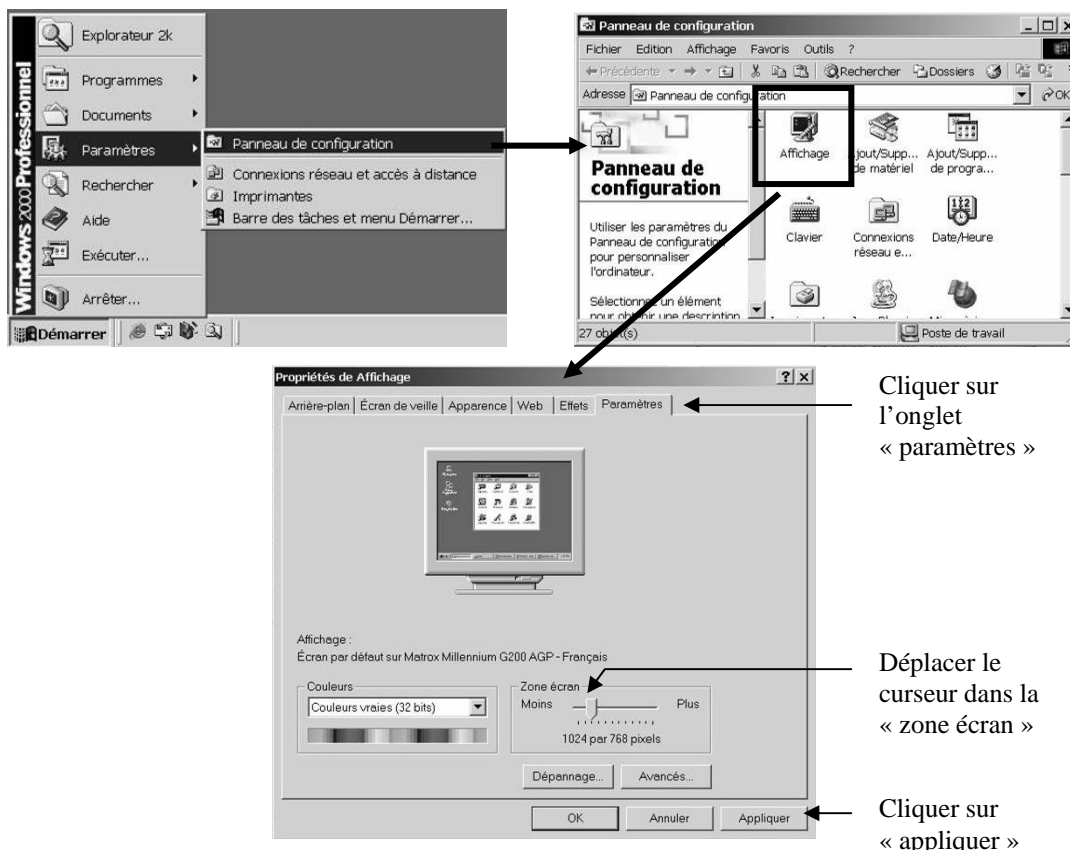 Windows 2000 Professionnel
Explorateur 2k
Programmes
Documents
Paramètres
Rechercher
Aide
Exécuter...
Arrêter...
Démarrer
Panneau de configuration
Connexions réseau et accès à distance
Imprimantes
Barre des tâches et menu Démarrer...
Panneau de configuration
Fichier Edition Affichage Favoris Outils ?
Précédente Rechercher Dossiers
Adresse Panneau de configuration OK
Panneau de
configuration
Utiliser les paramètres du
Panneau de configuration
pour personnaliser
l'ordinateur.
Sélectionnez un élément
pour obtenir une description
Affichage
Ajout/Supp...
de matériel
Ajout/Supp...
de progra...
Clavier
Connexions
réseau e...
Date/Heure
27 objet(s) Poste de travail
Propriétés de Affichage
Arrière-plan Écran de veille Apparence Web Effets Paramètres
Cliquer sur
l'onglet
« paramètres »
Affichage :
Écran par défaut sur Matrox Millennium G200 AGP - Français
Couleurs
Couleurs vraies (32 bits)
Zone écran
Moins Plus
1024 par 768 pixels
Déplacer le
curseur dans la
« zone écran »
Dépannage... Avancés...
OK Annuler Appliquer
Cliquer sur
« appliquer »